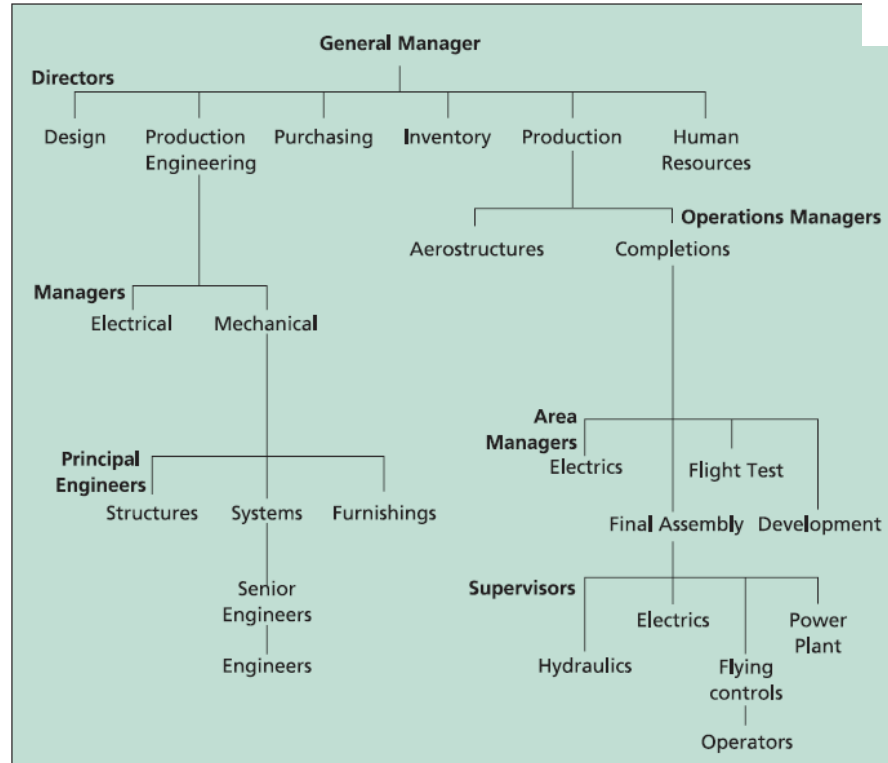 General Manager
Directors
Design
Production
Engineering
Purchasing
Inventory
Production
Human
Resources
Operations Managers
Aerostructures
Completions
Managers
Electrical
Mechanical
Area
Managers
Electrics
Flight Test
Principal
Engineers
Structures
Systems
Furnishings
Final Assembly
Development
Senior
Engineers
Supervisors
Electrics
Power
Plant
Engineers
Hydraulics
Flying
controls
Operators